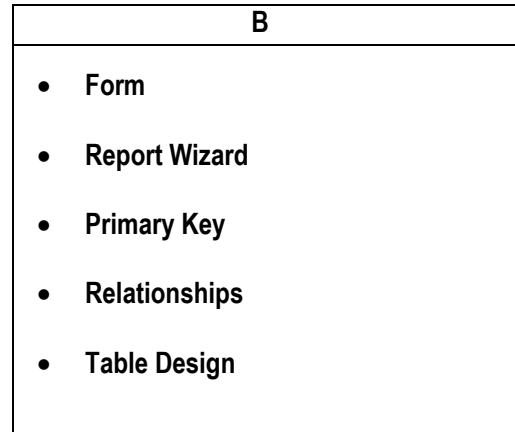 B
• Form
• Report Wizard
• Primary Key
• Relationships
• Table Design